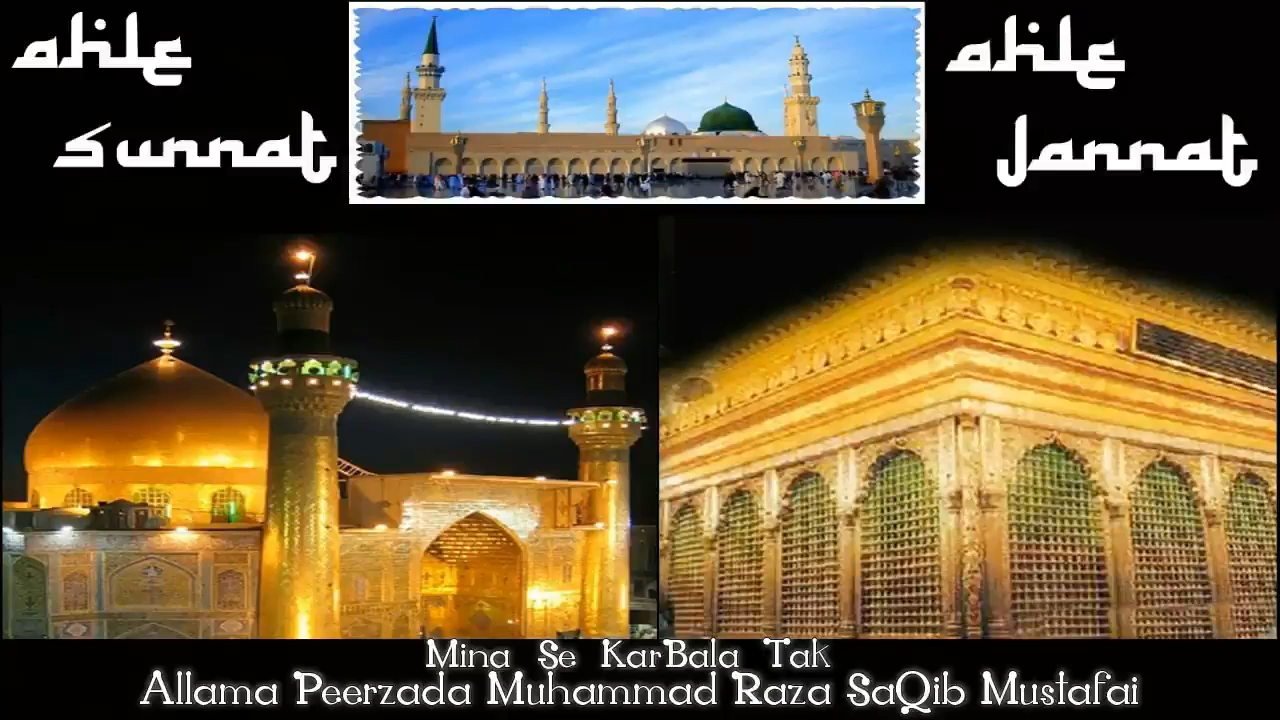 ahle
Sunnat
ahle
Jannat
Mina Se KarBala Tak
Allama Peerzada Muhammad Raza SaQib Mustafai